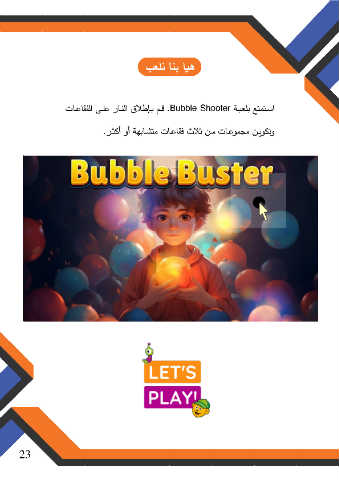 هيا بنا نلعب
استمتع بلعبة Bubble Shooter. قم بإطلاق النار على الفقاعات
وتكوين مجموعات من ثلاث فقاعات متشابهة أو أكثر.
Bubble Buster
LET'S
PLAY!
23